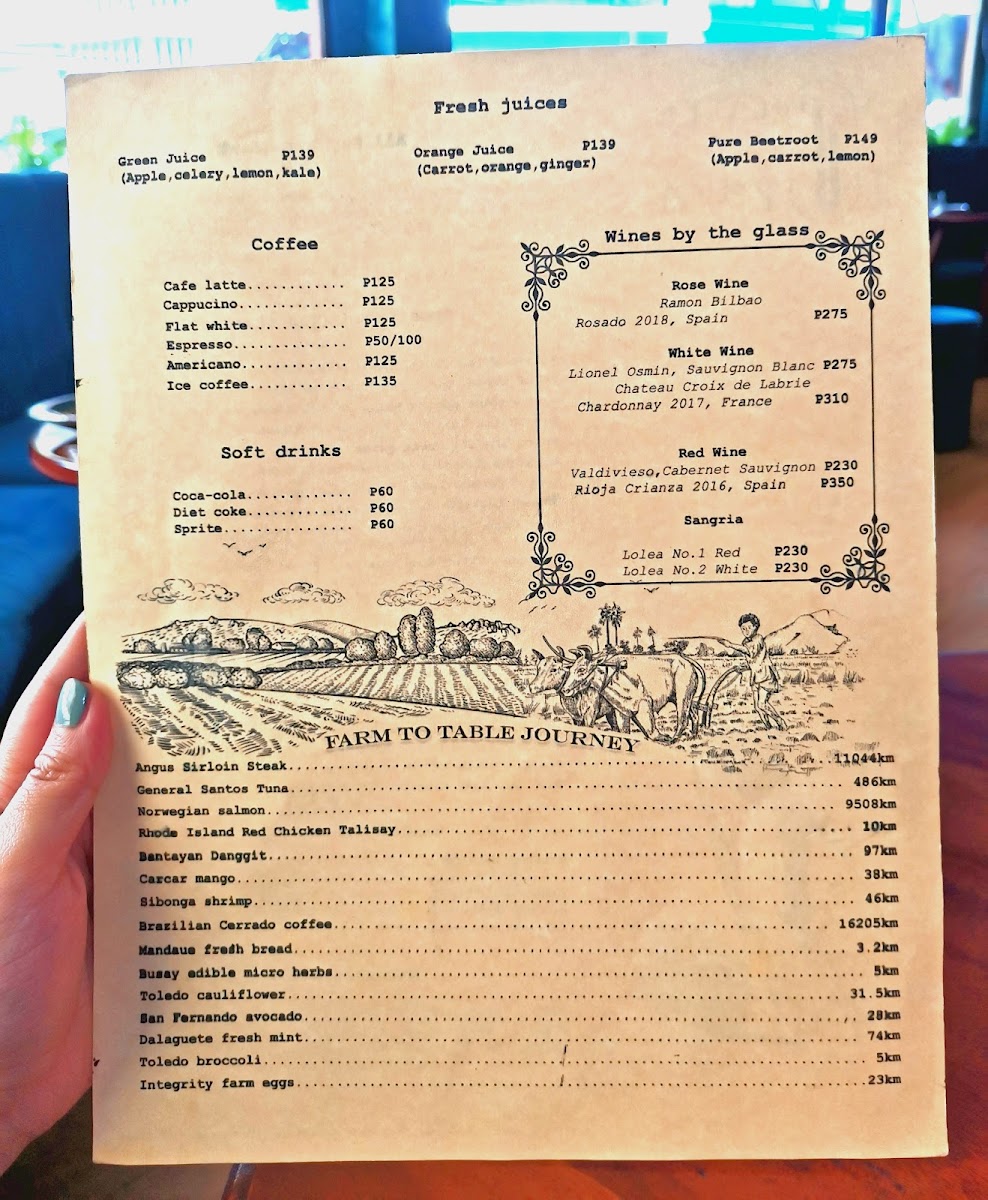 Fresh juices
Green Juice P139
(Apple,celery,lemon,kale)
Orange Juice P139
(Carrot,orange,ginger)
Pure Beetroot P149
(Apple,carrot,lemon)
Coffee
Cafe latte............ P125
Cappucino............ P125
Flat white............ P125
Espresso............. P50/100
Americano............ P125
Ice coffee............ P135
Soft drinks
Coca-cola............. P60
Diet coke............. P60
Sprite................ P60
Wines by the glass
Rose Wine
Ramon Bilbao
Rosado 2018, Spain P275
White Wine
Lionel Osmin, Sauvignon Blanc P275
Chateau Croix de Labrie
Chardonnay 2017, France P310
Red Wine
Valdivieso,Cabernet Sauvignon P230
Rioja Crianza 2016, Spain P350
Sangria
Lolea No.1 Red P230
Lolea No.2 White P230
FARM TO TABLE JOURNEY
Angus Sirloin Steak....................11044km
General Santos Tuna.................... 486km
Norwegian salmon.................... 9508km
Rhode Island Red Chicken Talisay.................... 10km
Bantayan Danggit.................... 97km
Carcar mango.................... 38km
Sibonga shrimp.................... 46km
Brazilian Cerrado coffee.................... 16205km
Mandaue fresh bread.................... 3.2km
Busay edible micro herbs.................... 5km
Toledo cauliflower.................... 31.5km
San Fernando avocado.................... 28km
Dalaguete fresh mint.................... 74km
Toledo broccoli.................... 5km
Integrity farm eggs....................23km